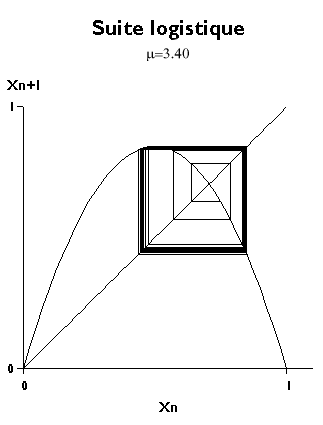 Suite logistique
μ=3.40
Xn+1
1
0
0
1
Xn